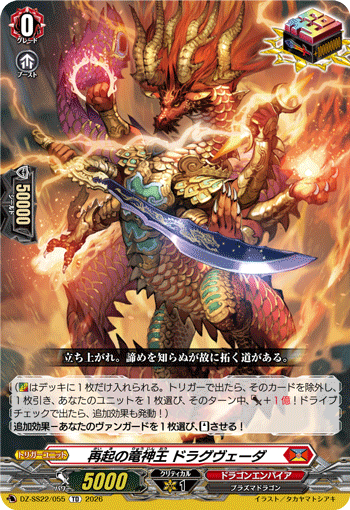 0
グレード
ブースト
シールド
50000
立ち上がれ。諦めを知らぬが故に拓く道がある。
(超はデッキに１枚だけ入れられる。トリガーで出たら、そのカードを除外し、
１枚引き、あなたのユニットを１枚選び、そのターン中、+１億！ドライブ
チェックで出たら、追加効果も発動！)
追加効果ーあなたのヴァンガードを１枚選び、[スタンド]させる！
トリガーユニット
再起の竜神王 ドラグヴェーダ
パワー
5000
クリティカル
1
ドラゴンエンパイア
プラズマドラゴン
DZ-SS22/055 TD 2026
イラスト/タカヤマトシアキ